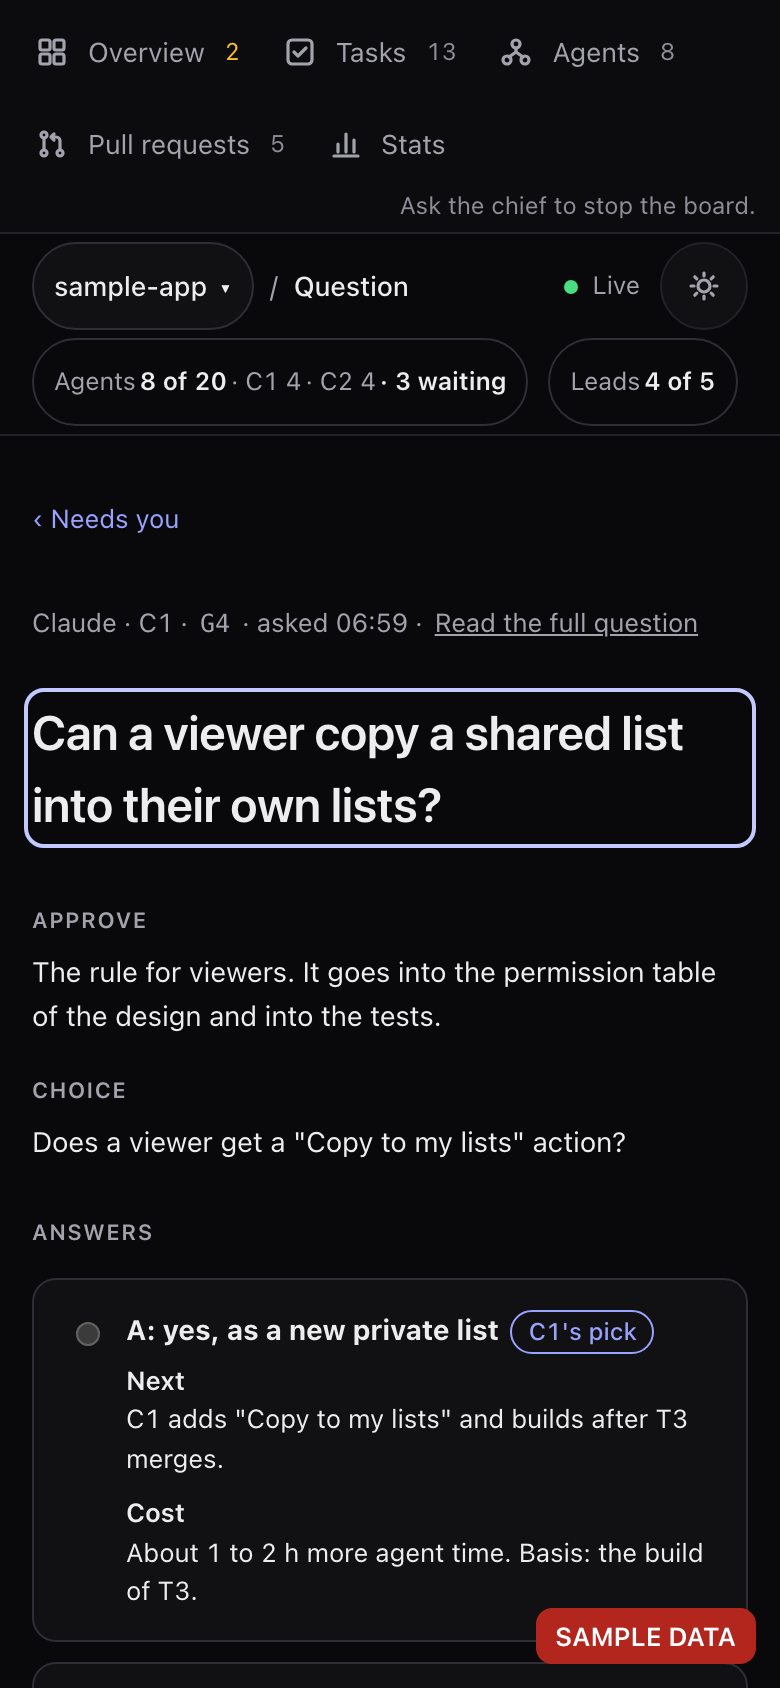 Overview 2 Tasks 13 Agents 8
Pull requests 5 Stats
Ask the chief to stop the board.
sample-app ▾ / Question Live
Agents 8 of 20 · C1 4 · C2 4 · 3 waiting Leads 4 of 5
‹ Needs you
Claude · C1 · G4 · asked 06:59 · Read the full question
Can a viewer copy a shared list
into their own lists?
APPROVE
The rule for viewers. It goes into the permission table
of the design and into the tests.
CHOICE
Does a viewer get a "Copy to my lists" action?
ANSWERS
A: yes, as a new private list C1's pick
Next
C1 adds "Copy to my lists" and builds after T3
merges.
Cost
About 1 to 2 h more agent time. Basis: the build
of T3.
SAMPLE DATA